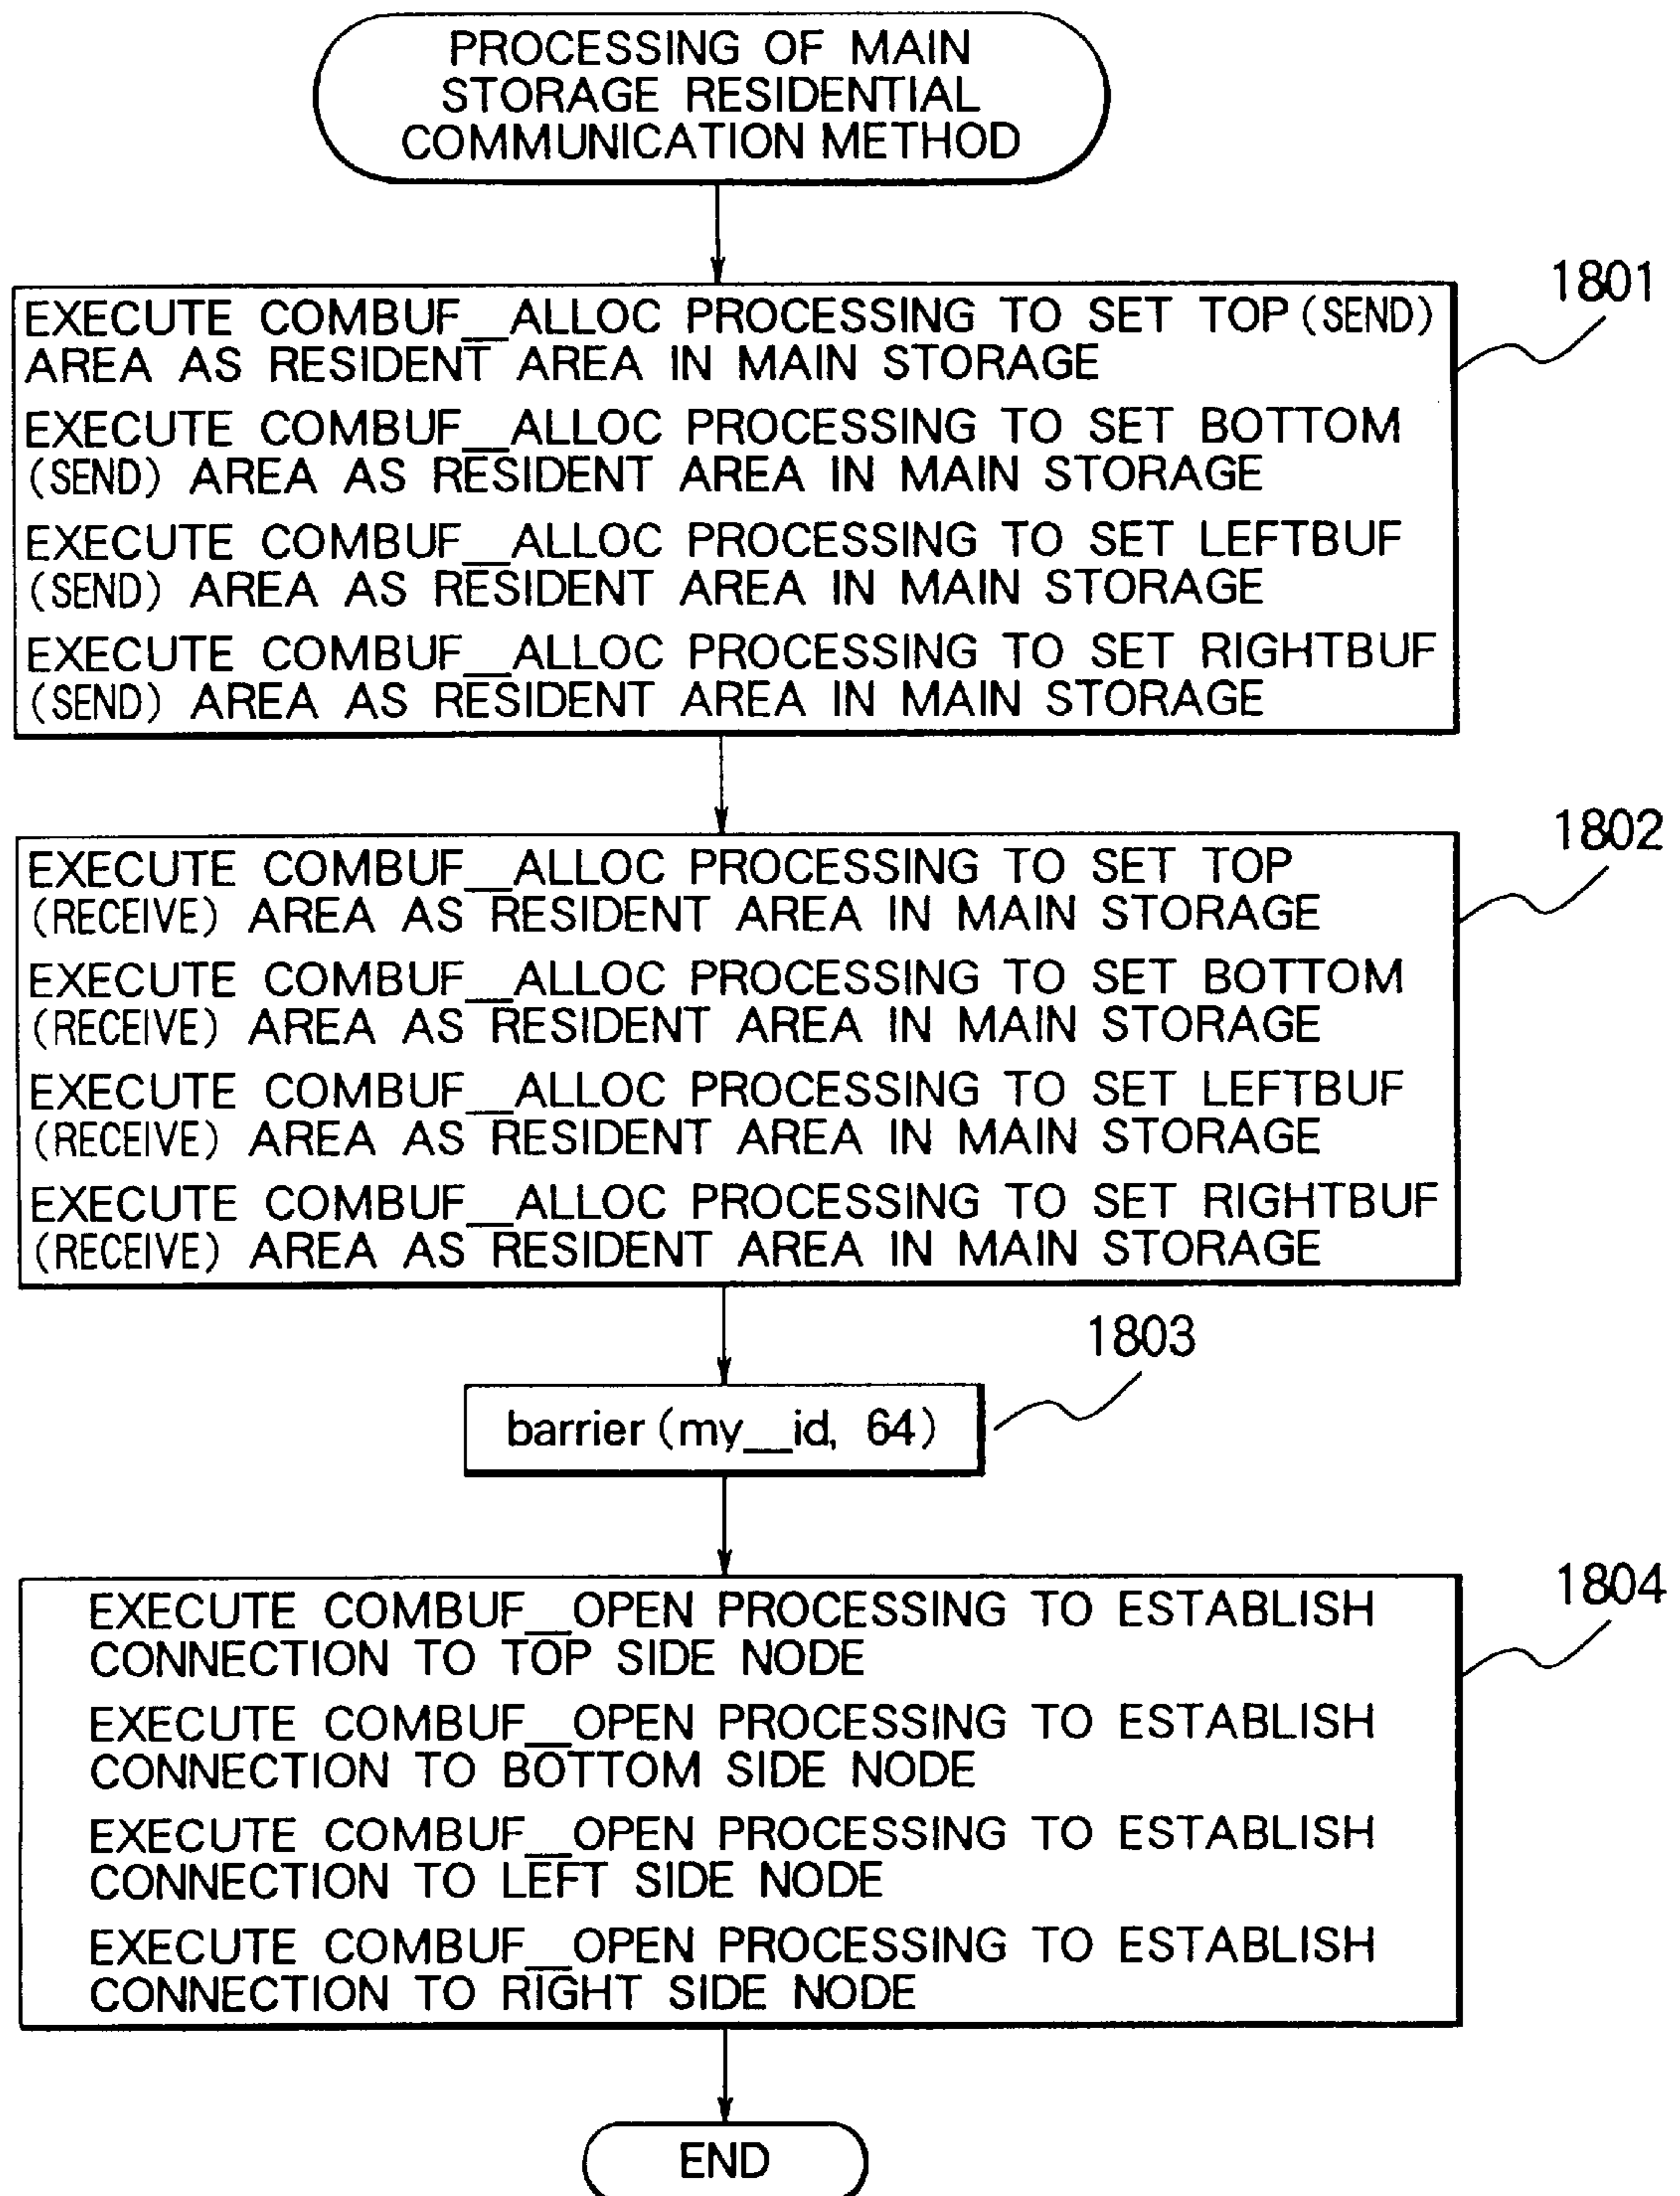 PROCESSING OF MAIN
STORAGE RESIDENTIAL
COMMUNICATION METHOD
1801
EXECUTE COMBUF__ALLOC PROCESSING TO SET TOP (SEND)
AREA AS RESIDENT AREA IN MAIN STORAGE
EXECUTE COMBUF__ALLOC PROCESSING TO SET BOTTOM
(SEND) AREA AS RESIDENT AREA IN MAIN STORAGE
EXECUTE COMBUF__ALLOC PROCESSING TO SET LEFTBUF
(SEND) AREA AS RESIDENT AREA IN MAIN STORAGE
EXECUTE COMBUF__ALLOC PROCESSING TO SET RIGHTBUF
(SEND) AREA AS RESIDENT AREA IN MAIN STORAGE
1802
EXECUTE COMBUF__ALLOC PROCESSING TO SET TOP
(RECEIVE) AREA AS RESIDENT AREA IN MAIN STORAGE
EXECUTE COMBUF__ALLOC PROCESSING TO SET BOTTOM
(RECEIVE) AREA AS RESIDENT AREA IN MAIN STORAGE
EXECUTE COMBUF__ALLOC PROCESSING TO SET LEFTBUF
(RECEIVE) AREA AS RESIDENT AREA IN MAIN STORAGE
EXECUTE COMBUF__ALLOC PROCESSING TO SET RIGHTBUF
(RECEIVE) AREA AS RESIDENT AREA IN MAIN STORAGE
1803
barrier (my__id, 64)
1804
EXECUTE COMBUF__OPEN PROCESSING TO ESTABLISH
CONNECTION TO TOP SIDE NODE
EXECUTE COMBUF__OPEN PROCESSING TO ESTABLISH
CONNECTION TO BOTTOM SIDE NODE
EXECUTE COMBUF__OPEN PROCESSING TO ESTABLISH
CONNECTION TO LEFT SIDE NODE
EXECUTE COMBUF__OPEN PROCESSING TO ESTABLISH
CONNECTION TO RIGHT SIDE NODE
END